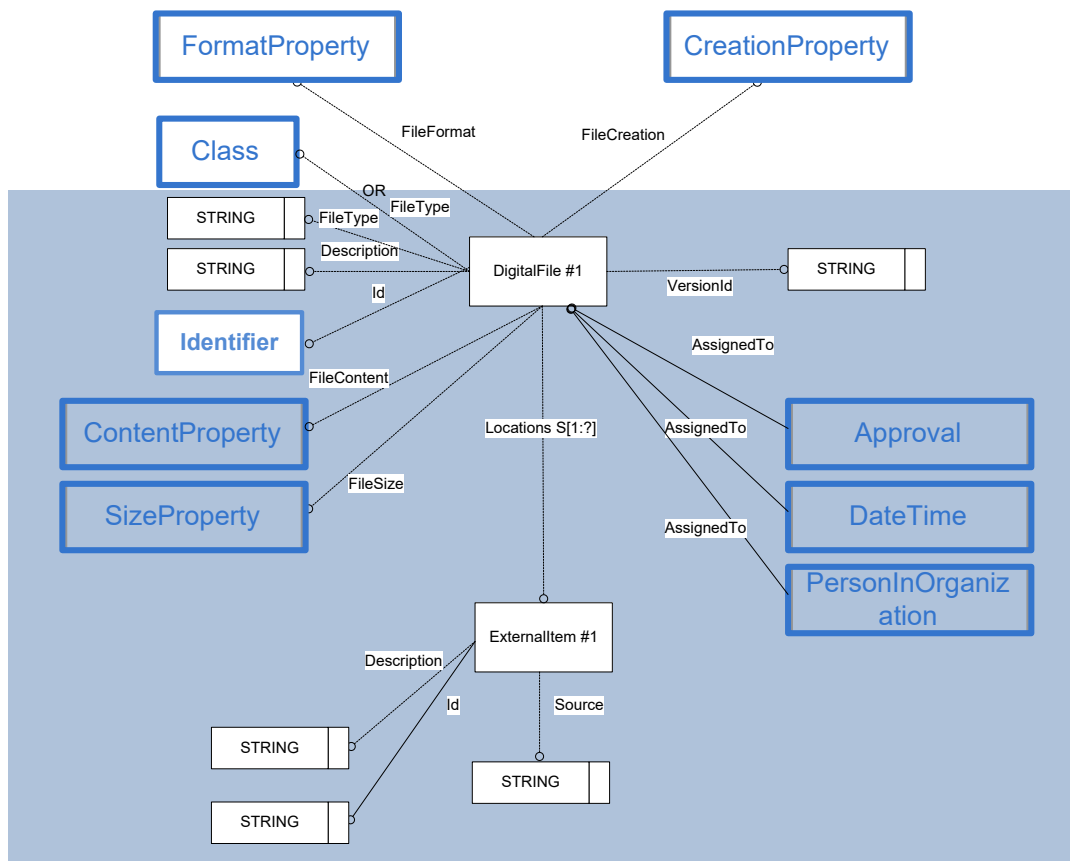 FormatProperty
CreationProperty
FileFormat
FileCreation
Class
OR
FileType
STRING
FileType
Description
STRING
DigitalFile #1
STRING
VersionId
Id
Identifier
AssignedTo
FileContent
ContentProperty
Locations S[1:?]
AssignedTo
Approval
FileSize
SizeProperty
DateTime
AssignedTo
PersonInOrganiz
ation
ExternalItem #1
Description
Id
Source
STRING
STRING
STRING